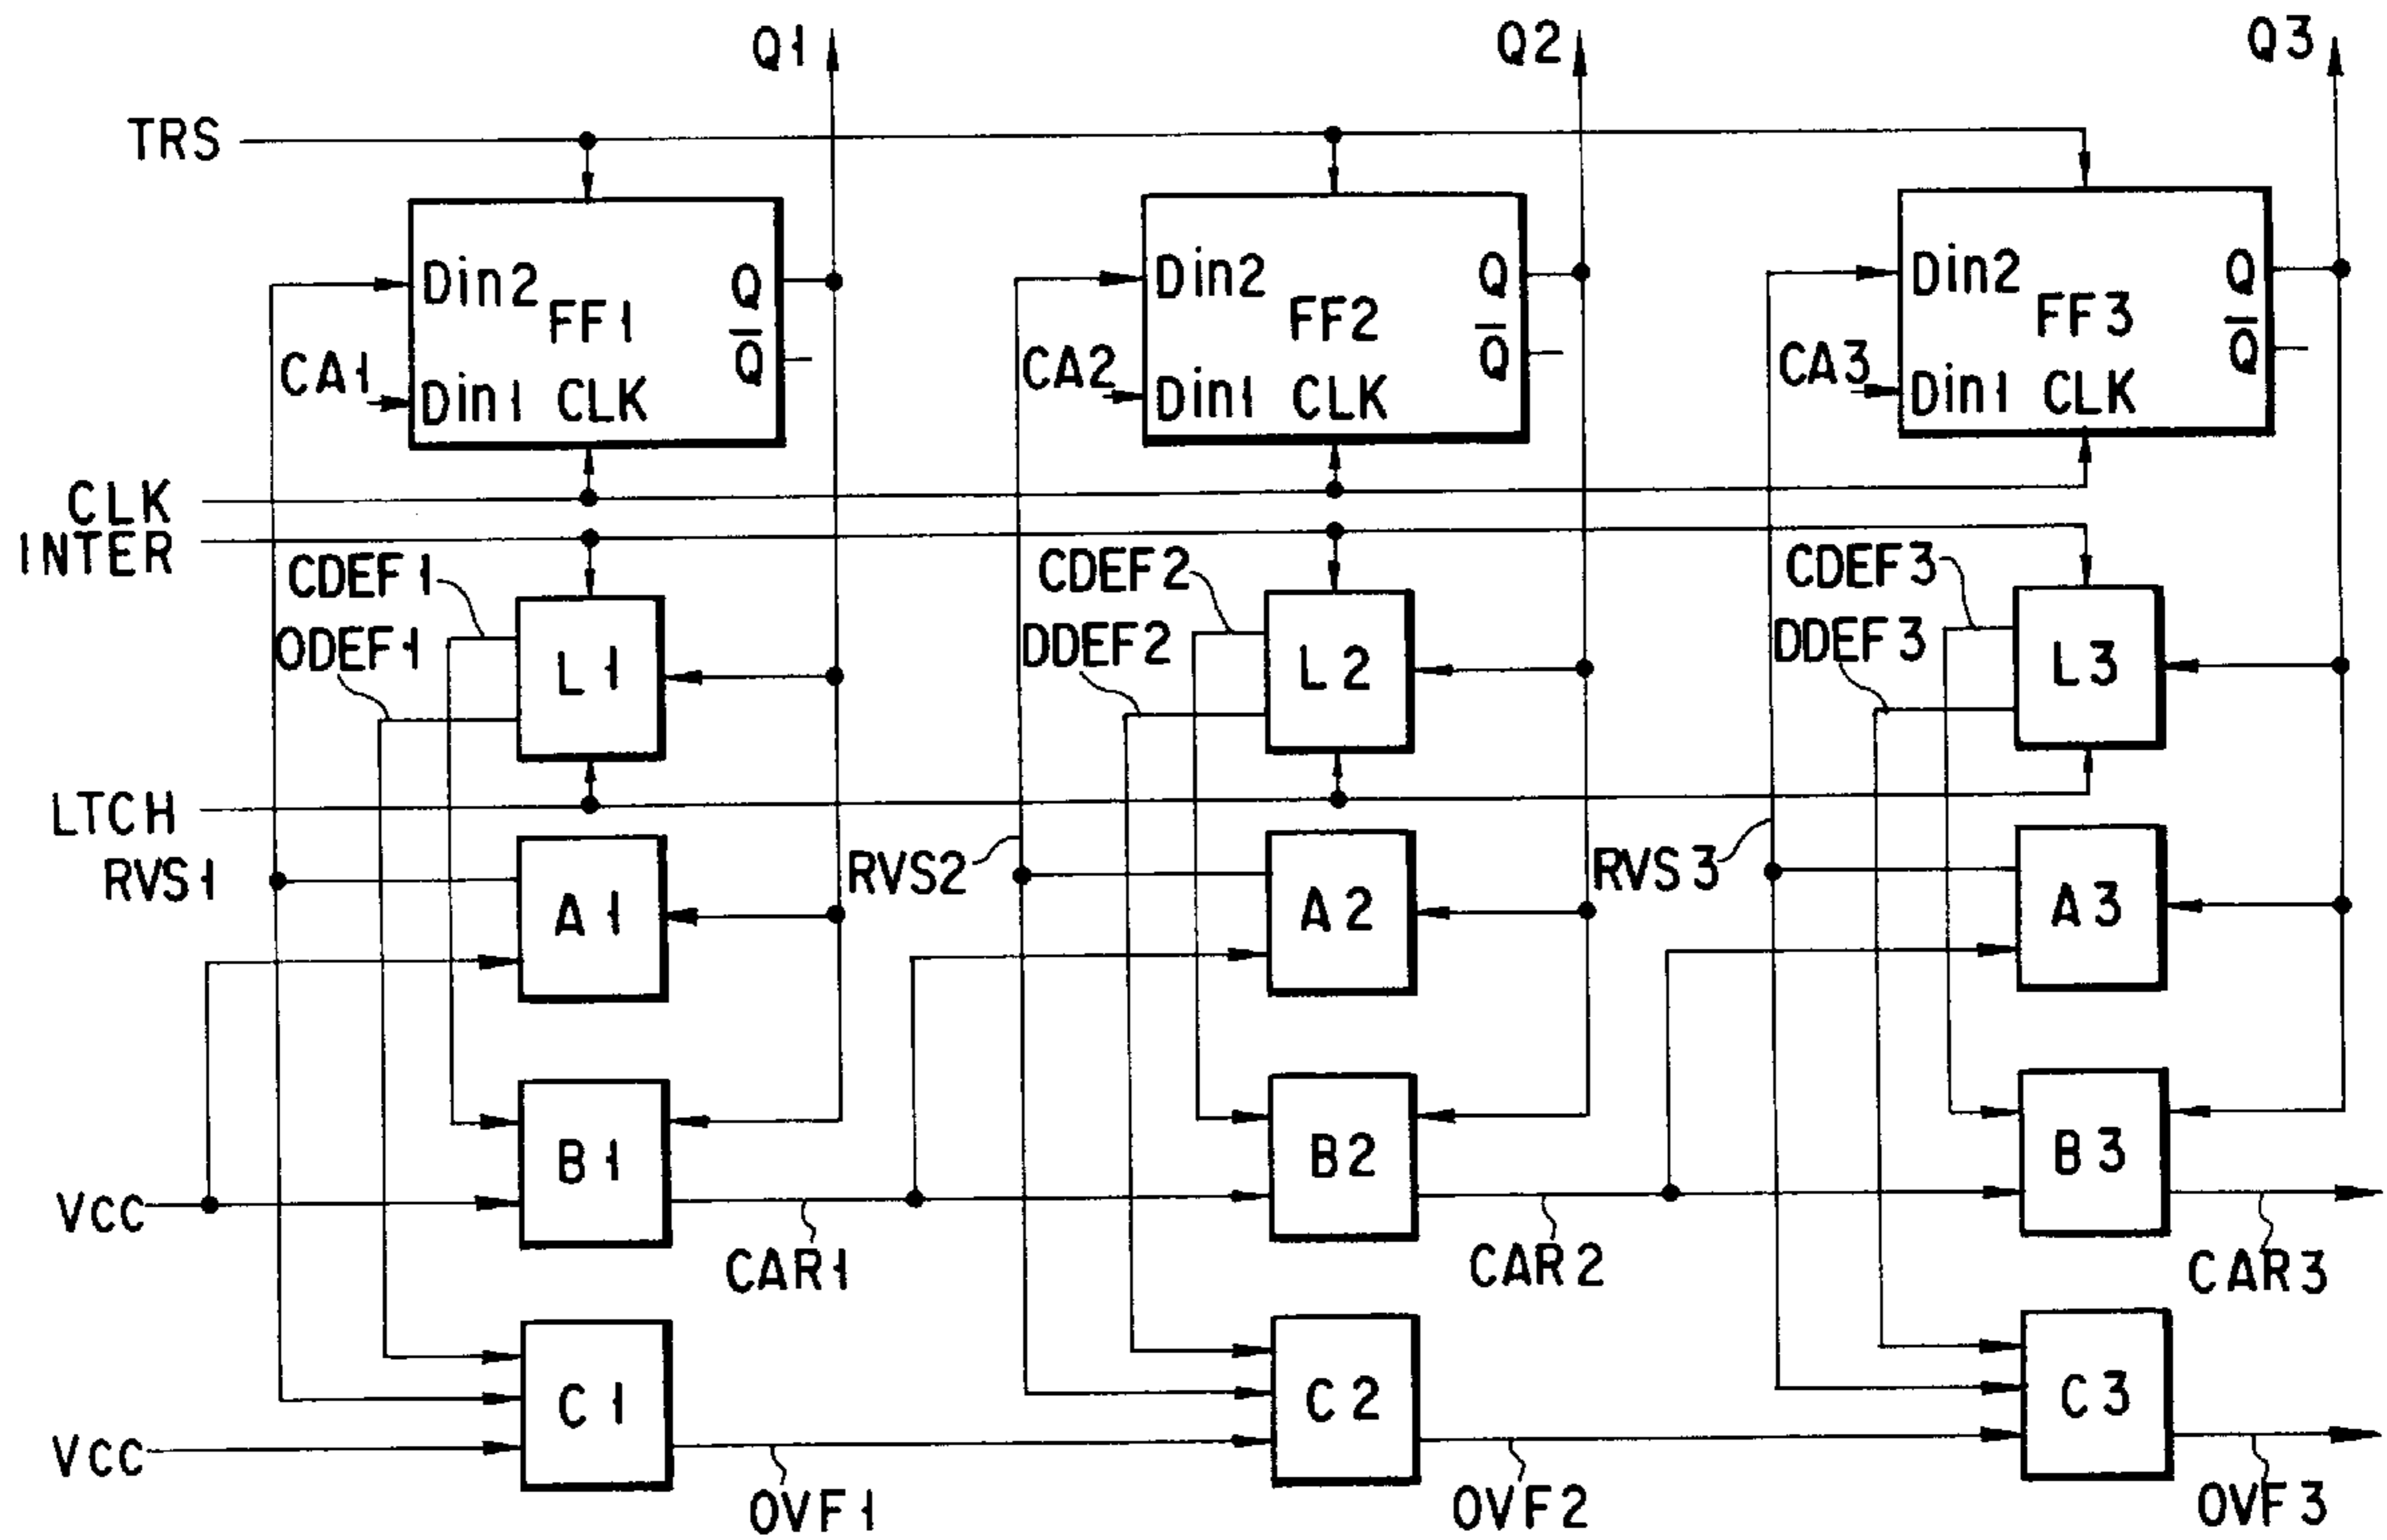 Q1 Q2 Q3
TRS
Din2 FF1 Q
Q̅
CA1 Din1 CLK
Din2 FF2 Q
Q̅
CA2 Din1 CLK
Din2 FF3 Q
Q̅
CA3 Din1 CLK
CLK
INTER
CDEF1 CDEF2 CDEF3
ODEF1 DDEF2 DDEF3
L1 L2 L3
LTCH
RVS1 RVS2 RVS3
A1 A2 A3
B1 B2 B3
VCC
CAR1 CAR2 CAR3
C1 C2 C3
VCC
OVF1 OVF2 OVF3